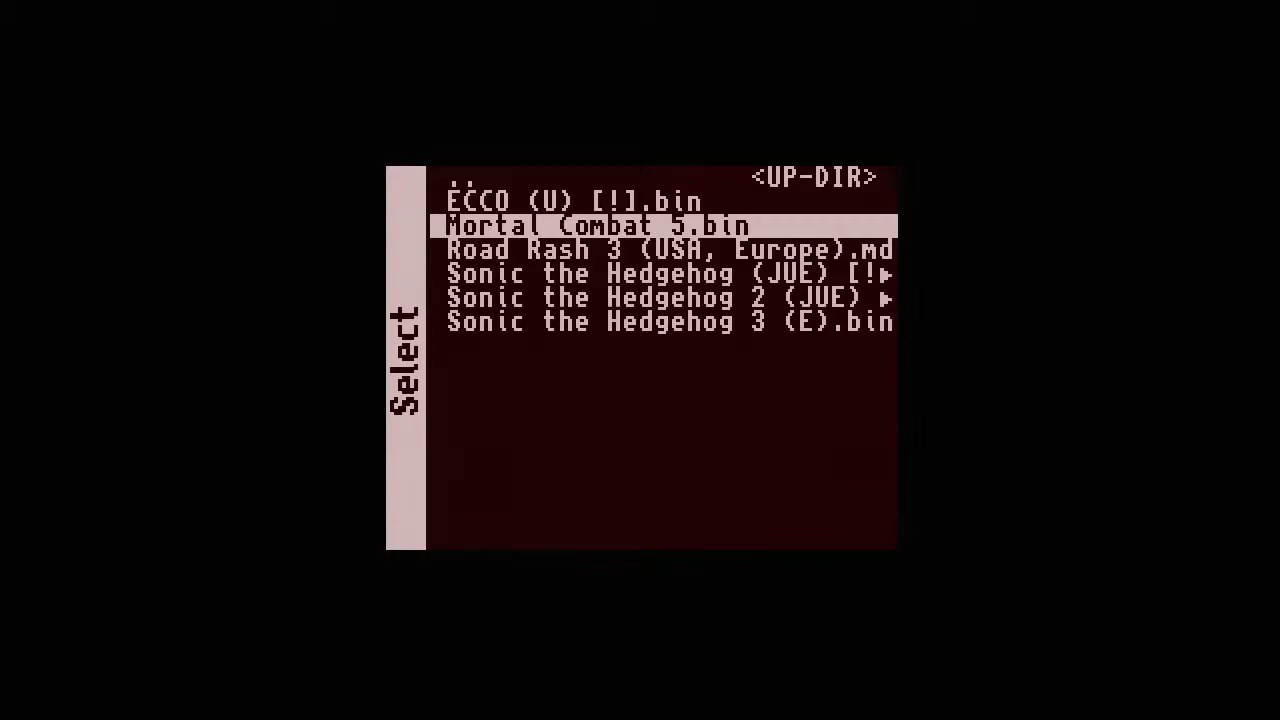 Select
.. <UP-DIR>
ECCO (U) [!].bin
Mortal Combat 5.bin
Road Rash 3 (USA, Europe).md
Sonic the Hedgehog (JUE) [!▸
Sonic the Hedgehog 2 (JUE) ▸
Sonic the Hedgehog 3 (E).bin